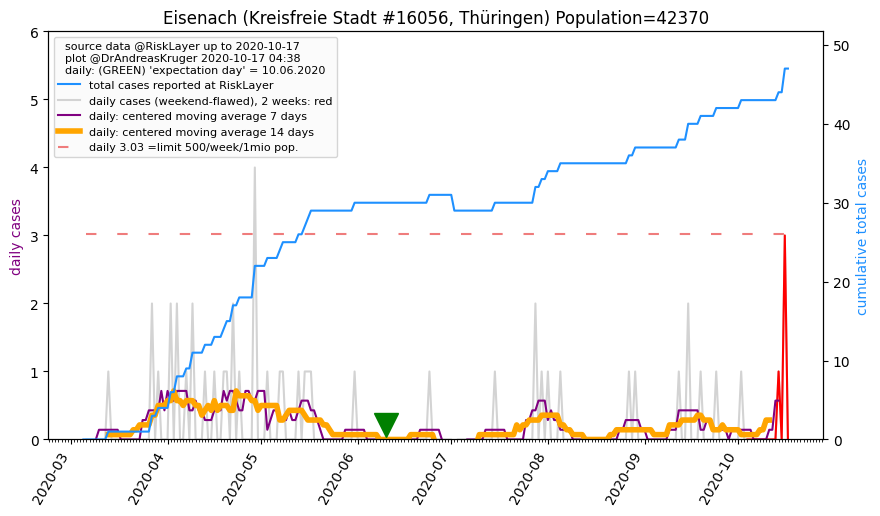 Eisenach (Kreisfreie Stadt #16056, Thüringen) Population=42370
source data @RiskLayer up to 2020-10-17
plot @DrAndreasKruger 2020-10-17 04:38
daily: (GREEN) 'expectation day' = 10.06.2020
total cases reported at RiskLayer
daily cases (weekend-flawed), 2 weeks: red
daily: centered moving average 7 days
daily: centered moving average 14 days
daily 3.03 =limit 500/week/1mio pop.
daily cases
6
5
4
3
2
1
0
cumulative total cases
50
40
30
20
10
0
2020-03
2020-04
2020-05
2020-06
2020-07
2020-08
2020-09
2020-10